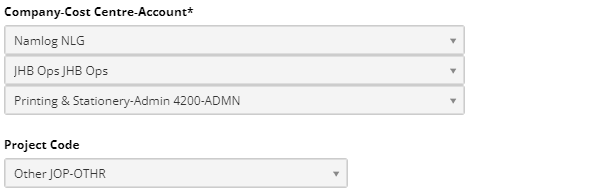 Company-Cost Centre-Account*
Namlog NLG
JHB Ops JHB Ops
Printing & Stationery-Admin 4200-ADMN
Project Code
Other JOP-OTHR